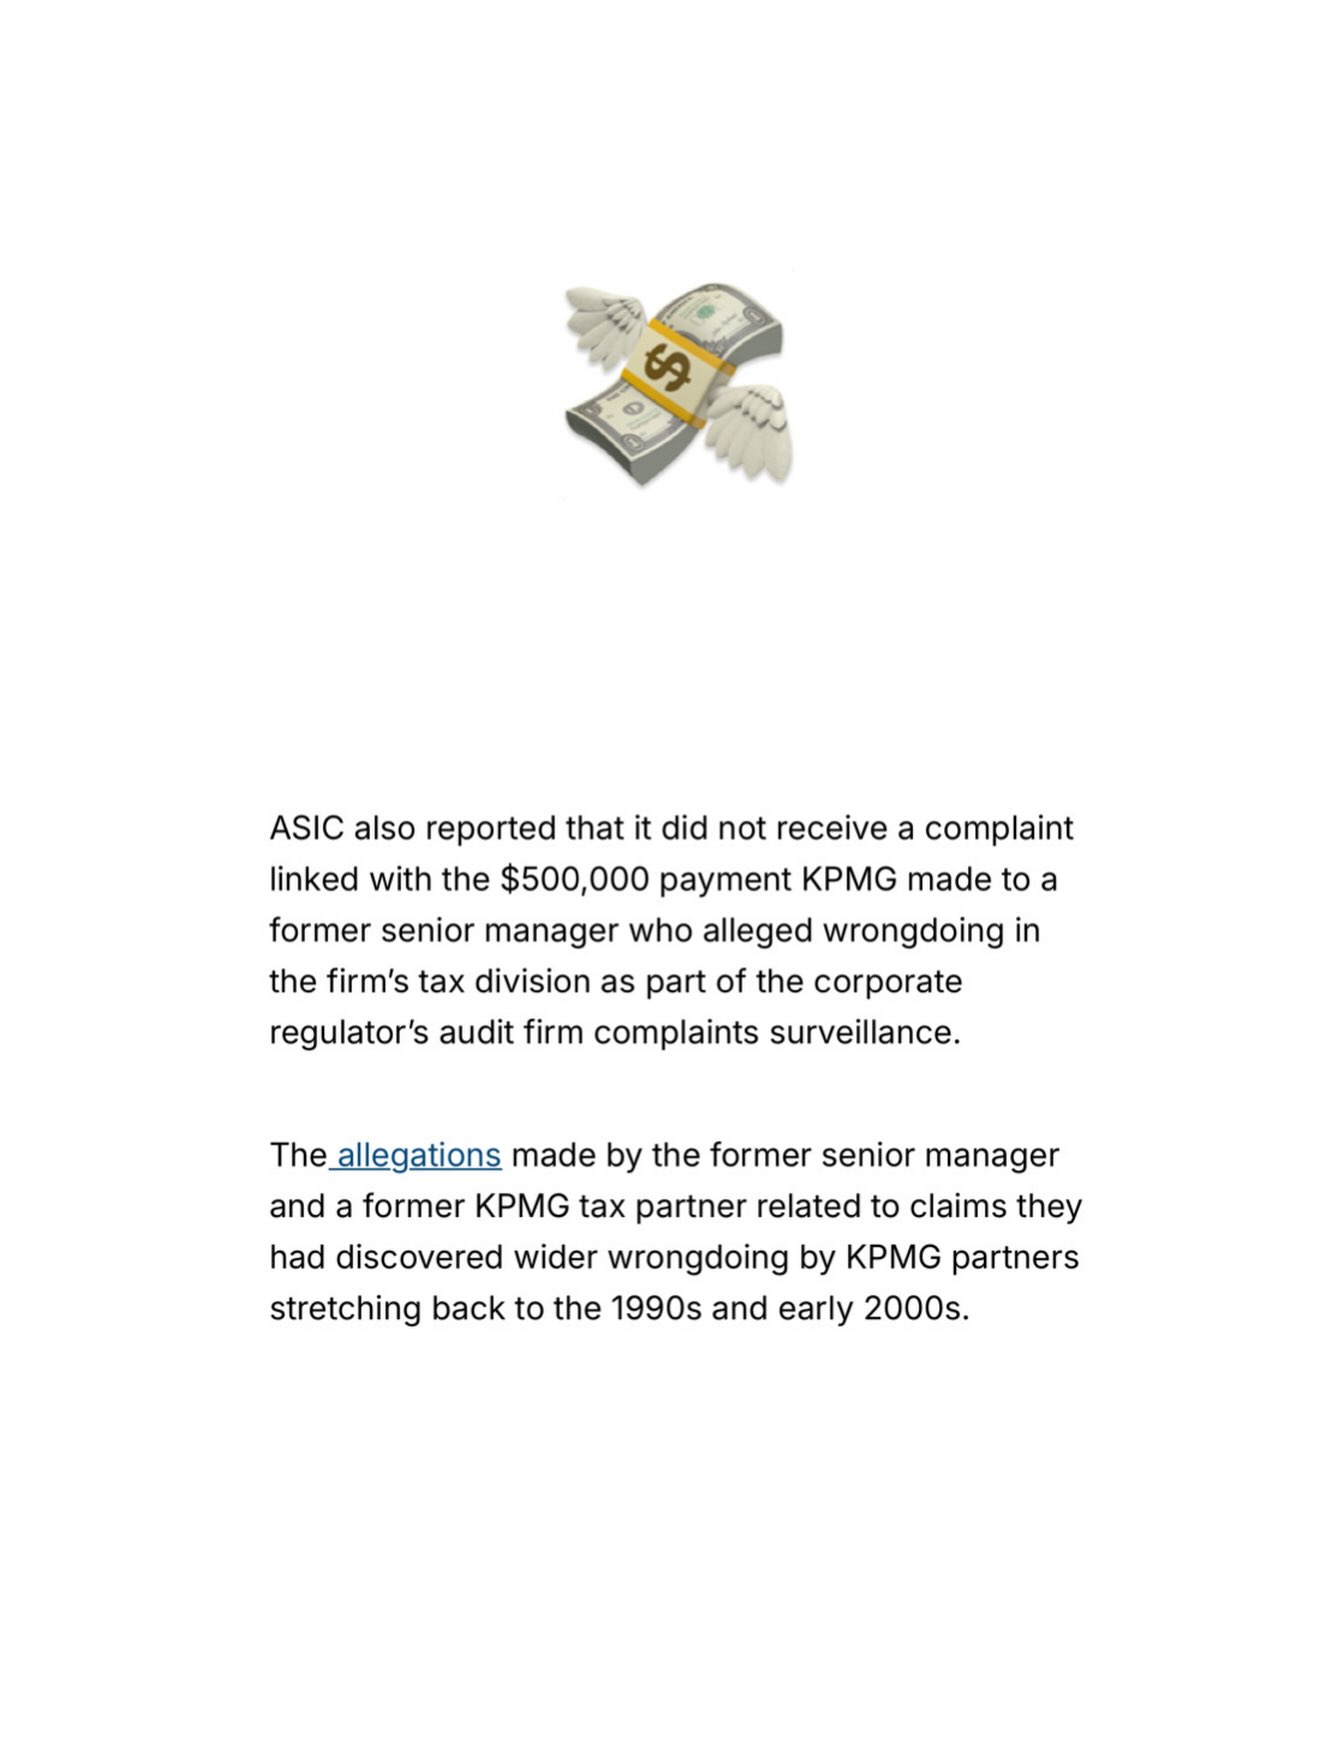 ASIC also reported that it did not receive a complaint
linked with the $500,000 payment KPMG made to a
former senior manager who alleged wrongdoing in
the firm’s tax division as part of the corporate
regulator’s audit firm complaints surveillance.
The allegations made by the former senior manager
and a former KPMG tax partner related to claims they
had discovered wider wrongdoing by KPMG partners
stretching back to the 1990s and early 2000s.